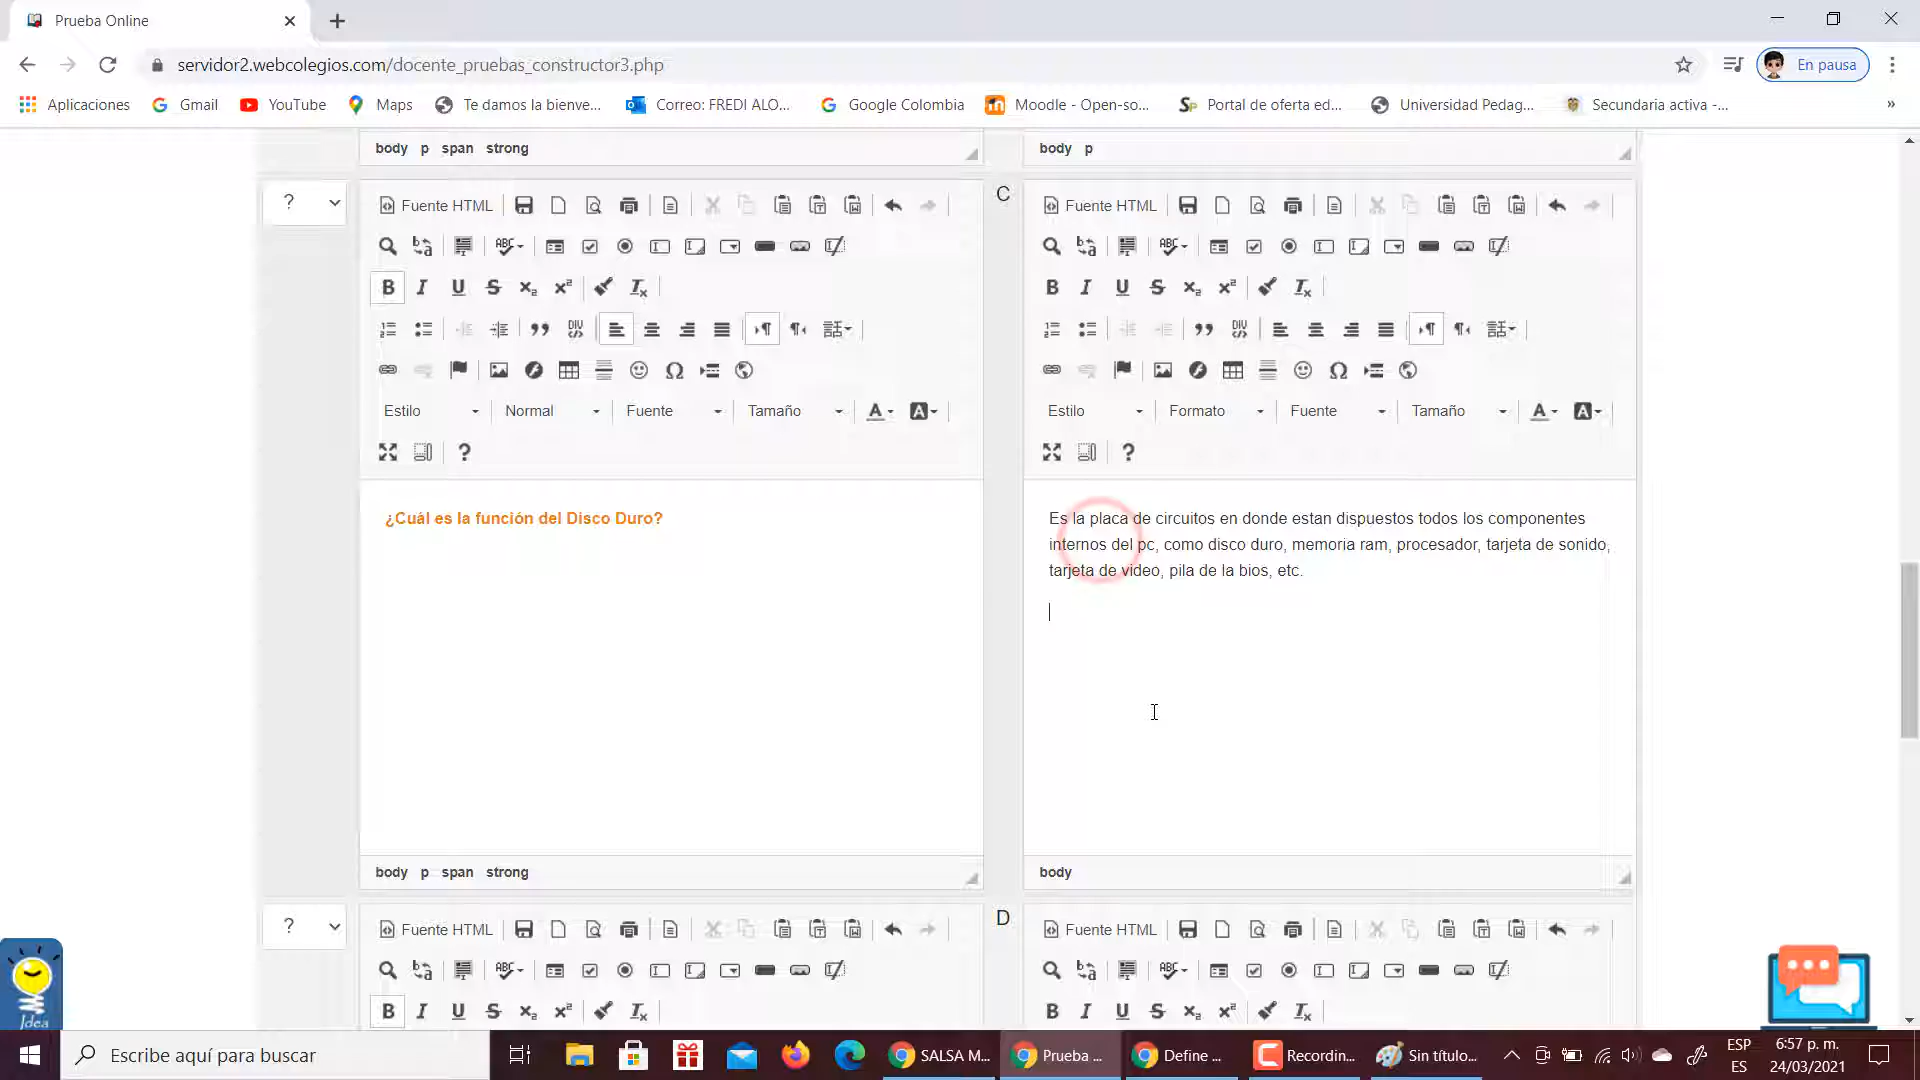 Prueba Online
servidor2.webcolegios.com/docente_pruebas_constructor3.php
En pausa
Aplicaciones
Gmail
YouTube
Maps
Te damos la bienve...
Correo: FREDI ALO...
Google Colombia
Moodle - Open-so...
Portal de oferta ed...
Universidad Pedag...
Secundaria activa -...
»
body p span strong
body p
?
Fuente HTML
C
Fuente HTML
Estilo
Normal
Fuente
Tamaño
Estilo
Formato
Fuente
Tamaño
¿Cuál es la función del Disco Duro?
Es la placa de circuitos en donde estan dispuestos todos los componentes
internos del pc, como disco duro, memoria ram, procesador, tarjeta de sonido,
tarjeta de video, pila de la bios, etc.
body p span strong
body
?
Fuente HTML
D
Fuente HTML
Idea
Escribe aquí para buscar
SALSA M...
Prueba ...
Define ...
Recordin...
Sin título...
ESP
ES
6:57 p. m.
24/03/2021